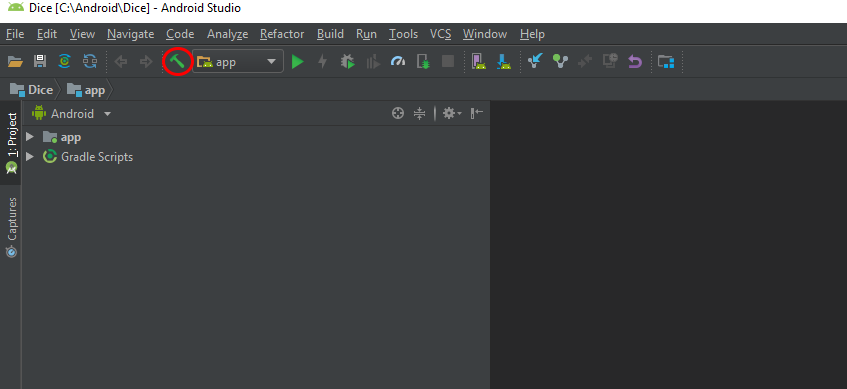 Dice [C:\Android\Dice] - Android Studio
File Edit View Navigate Code Analyze Refactor Build Run Tools VCS Window Help
app
Dice app
1: Project
Android
app
Gradle Scripts
Captures